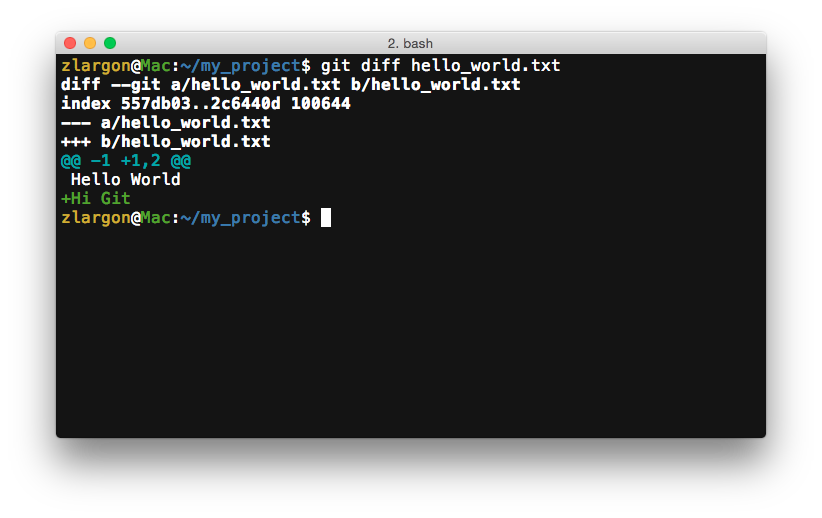 2. bash
zlargon@Mac:~/my_project$ git diff hello_world.txt
diff --git a/hello_world.txt b/hello_world.txt
index 557db03..2c6440d 100644
--- a/hello_world.txt
+++ b/hello_world.txt
@@ -1 +1,2 @@
 Hello World
+Hi Git
zlargon@Mac:~/my_project$